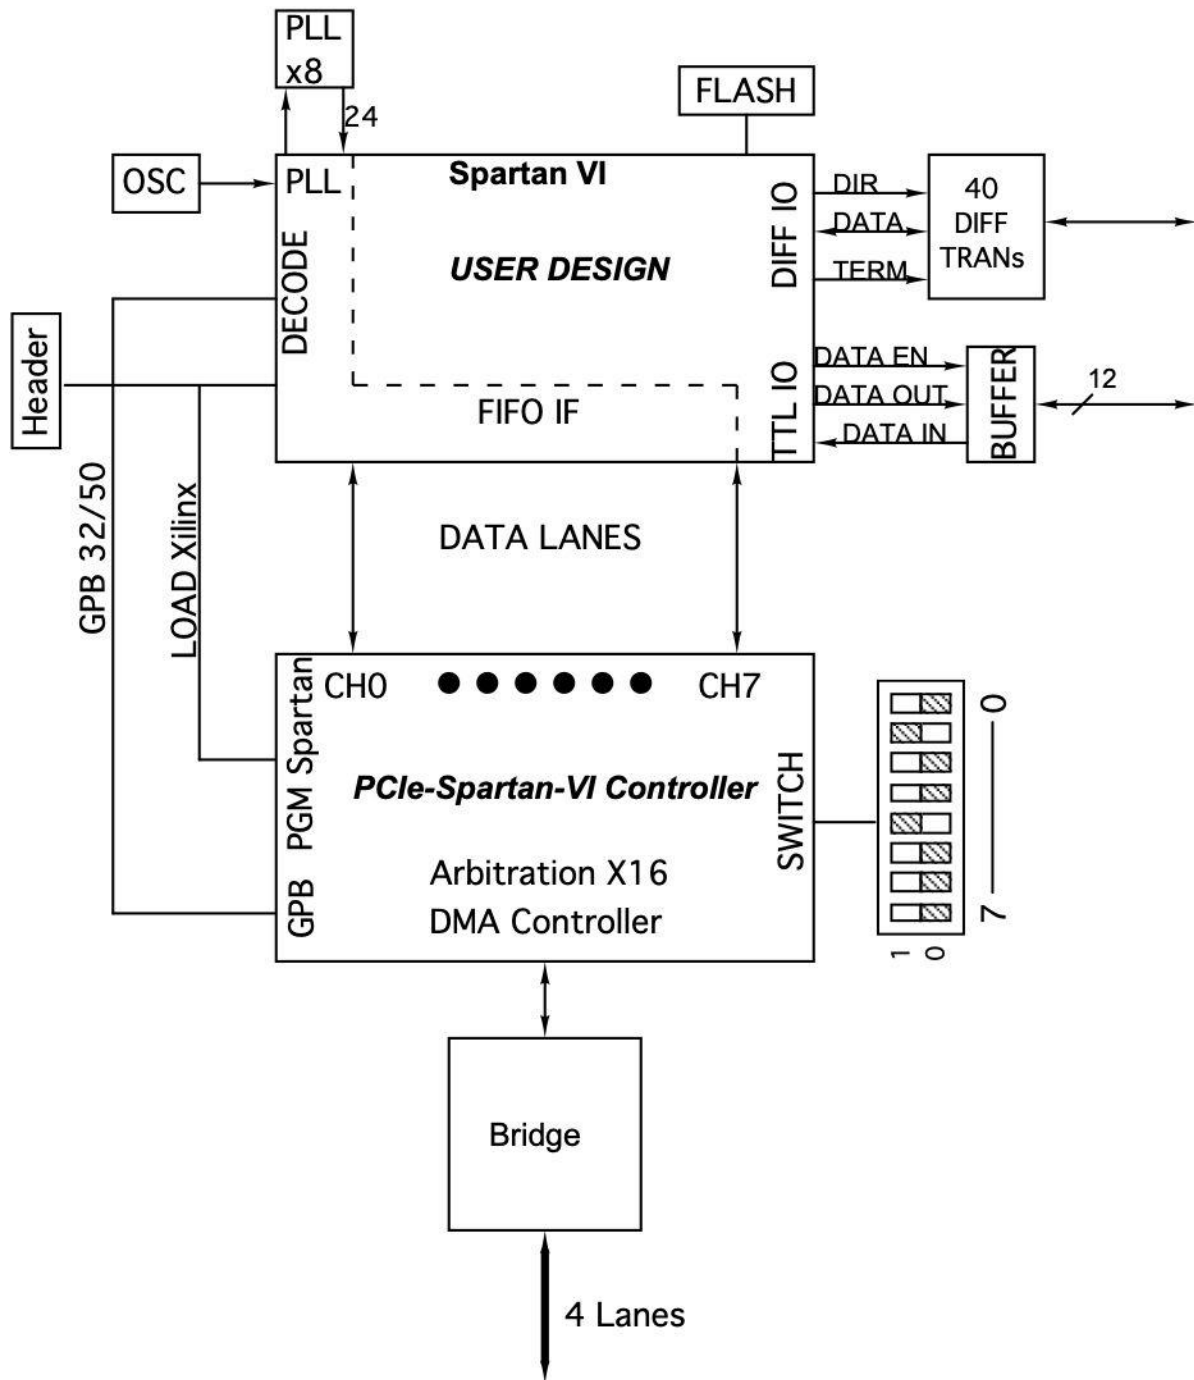 PLL
x8
24
FLASH
OSC
PLL
Spartan VI
USER DESIGN
DECODE
DIFF IO
DIR
DATA
TERM
40
DIFF
TRANs
Header
FIFO IF
TTL IO
DATA EN
DATA OUT
DATA IN
BUFFER
12
GPB 32/50
LOAD Xilinx
DATA LANES
CH0
CH7
PGM Spartan
GPB
PCIe-Spartan-VI Controller
Arbitration X16
DMA Controller
SWITCH
0
7
1
0
Bridge
4 Lanes